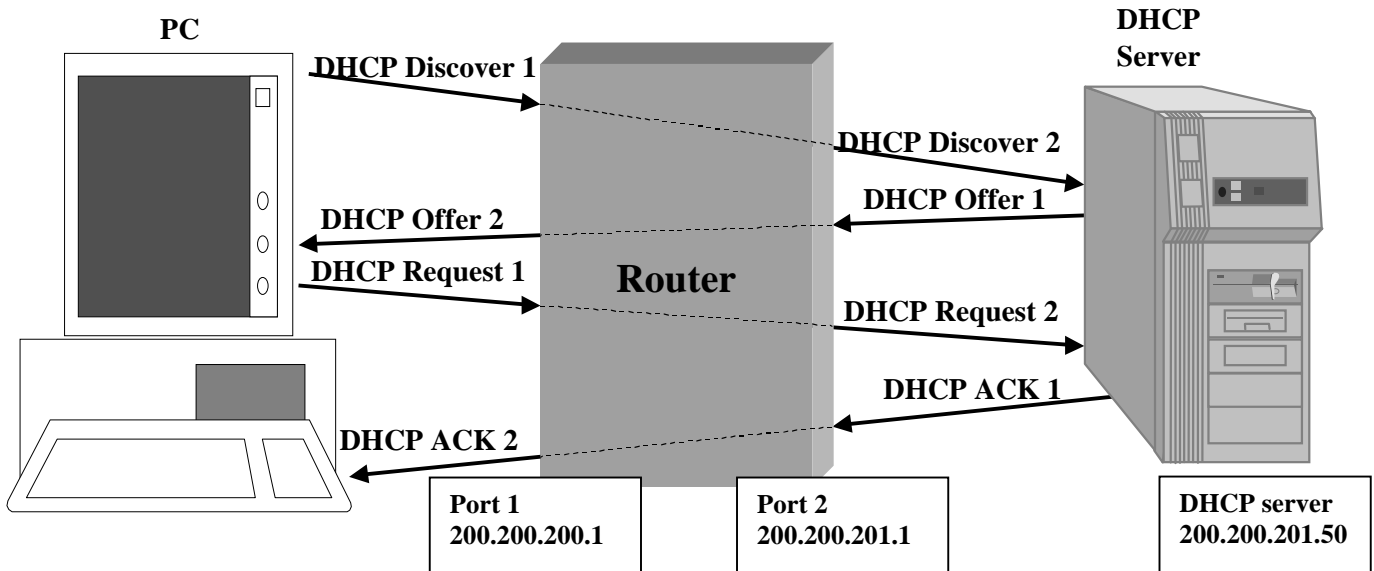 PC
DHCP
Server
DHCP Discover 1
DHCP Discover 2
DHCP Offer 1
DHCP Offer 2
DHCP Request 1
Router
DHCP Request 2
DHCP ACK 1
DHCP ACK 2
Port 1
200.200.200.1
Port 2
200.200.201.1
DHCP server
200.200.201.50